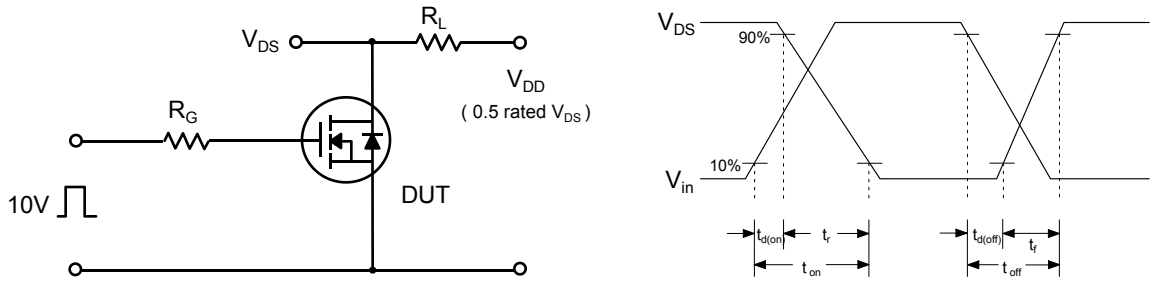 R_L
V_DS
V_DD
( 0.5 rated V_DS )
R_G
10V
DUT
V_DS
90%
10%
V_in
t_d(on)
t_r
t_d(off)
t_f
t_on
t_off